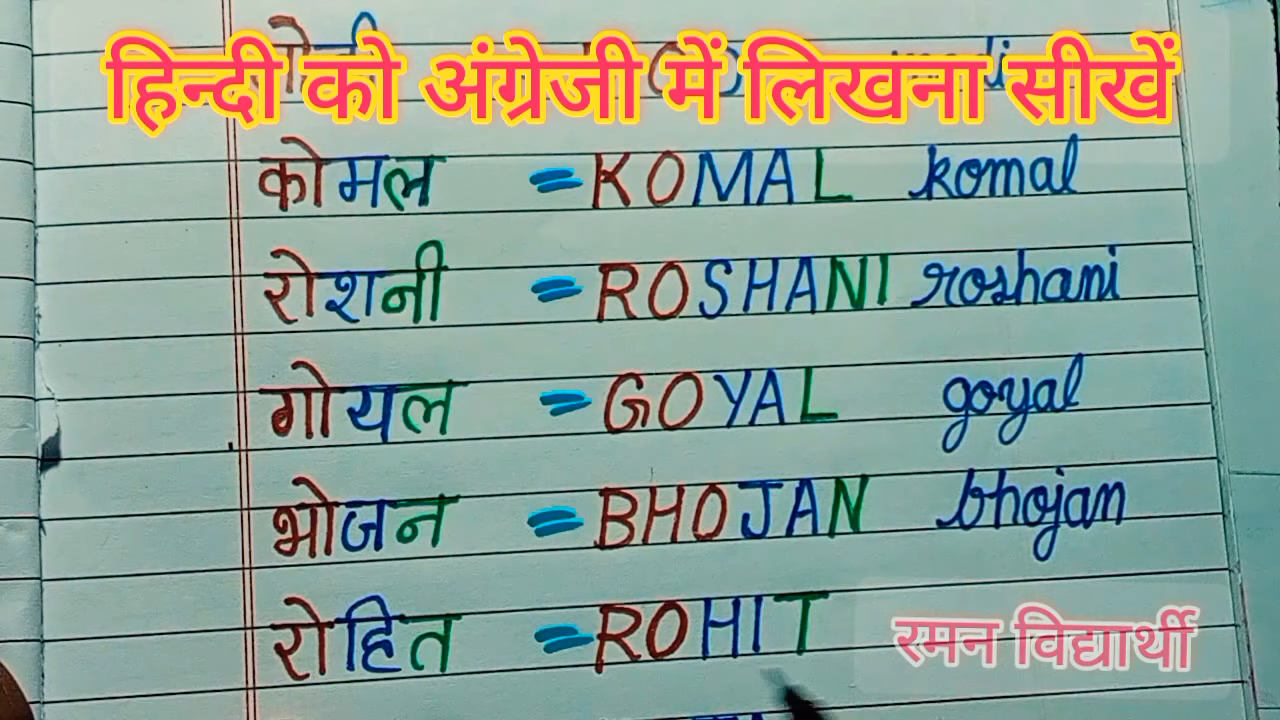 हिन्दी को अंग्रेजी में लिखना सीखें
कोमल = KOMAL komal
रोशनी = ROSHANI roshani
गोयल = GOYAL goyal
भोजन = BHOJAN bhojan
रोहित = ROHIT
रमन विद्यार्थी